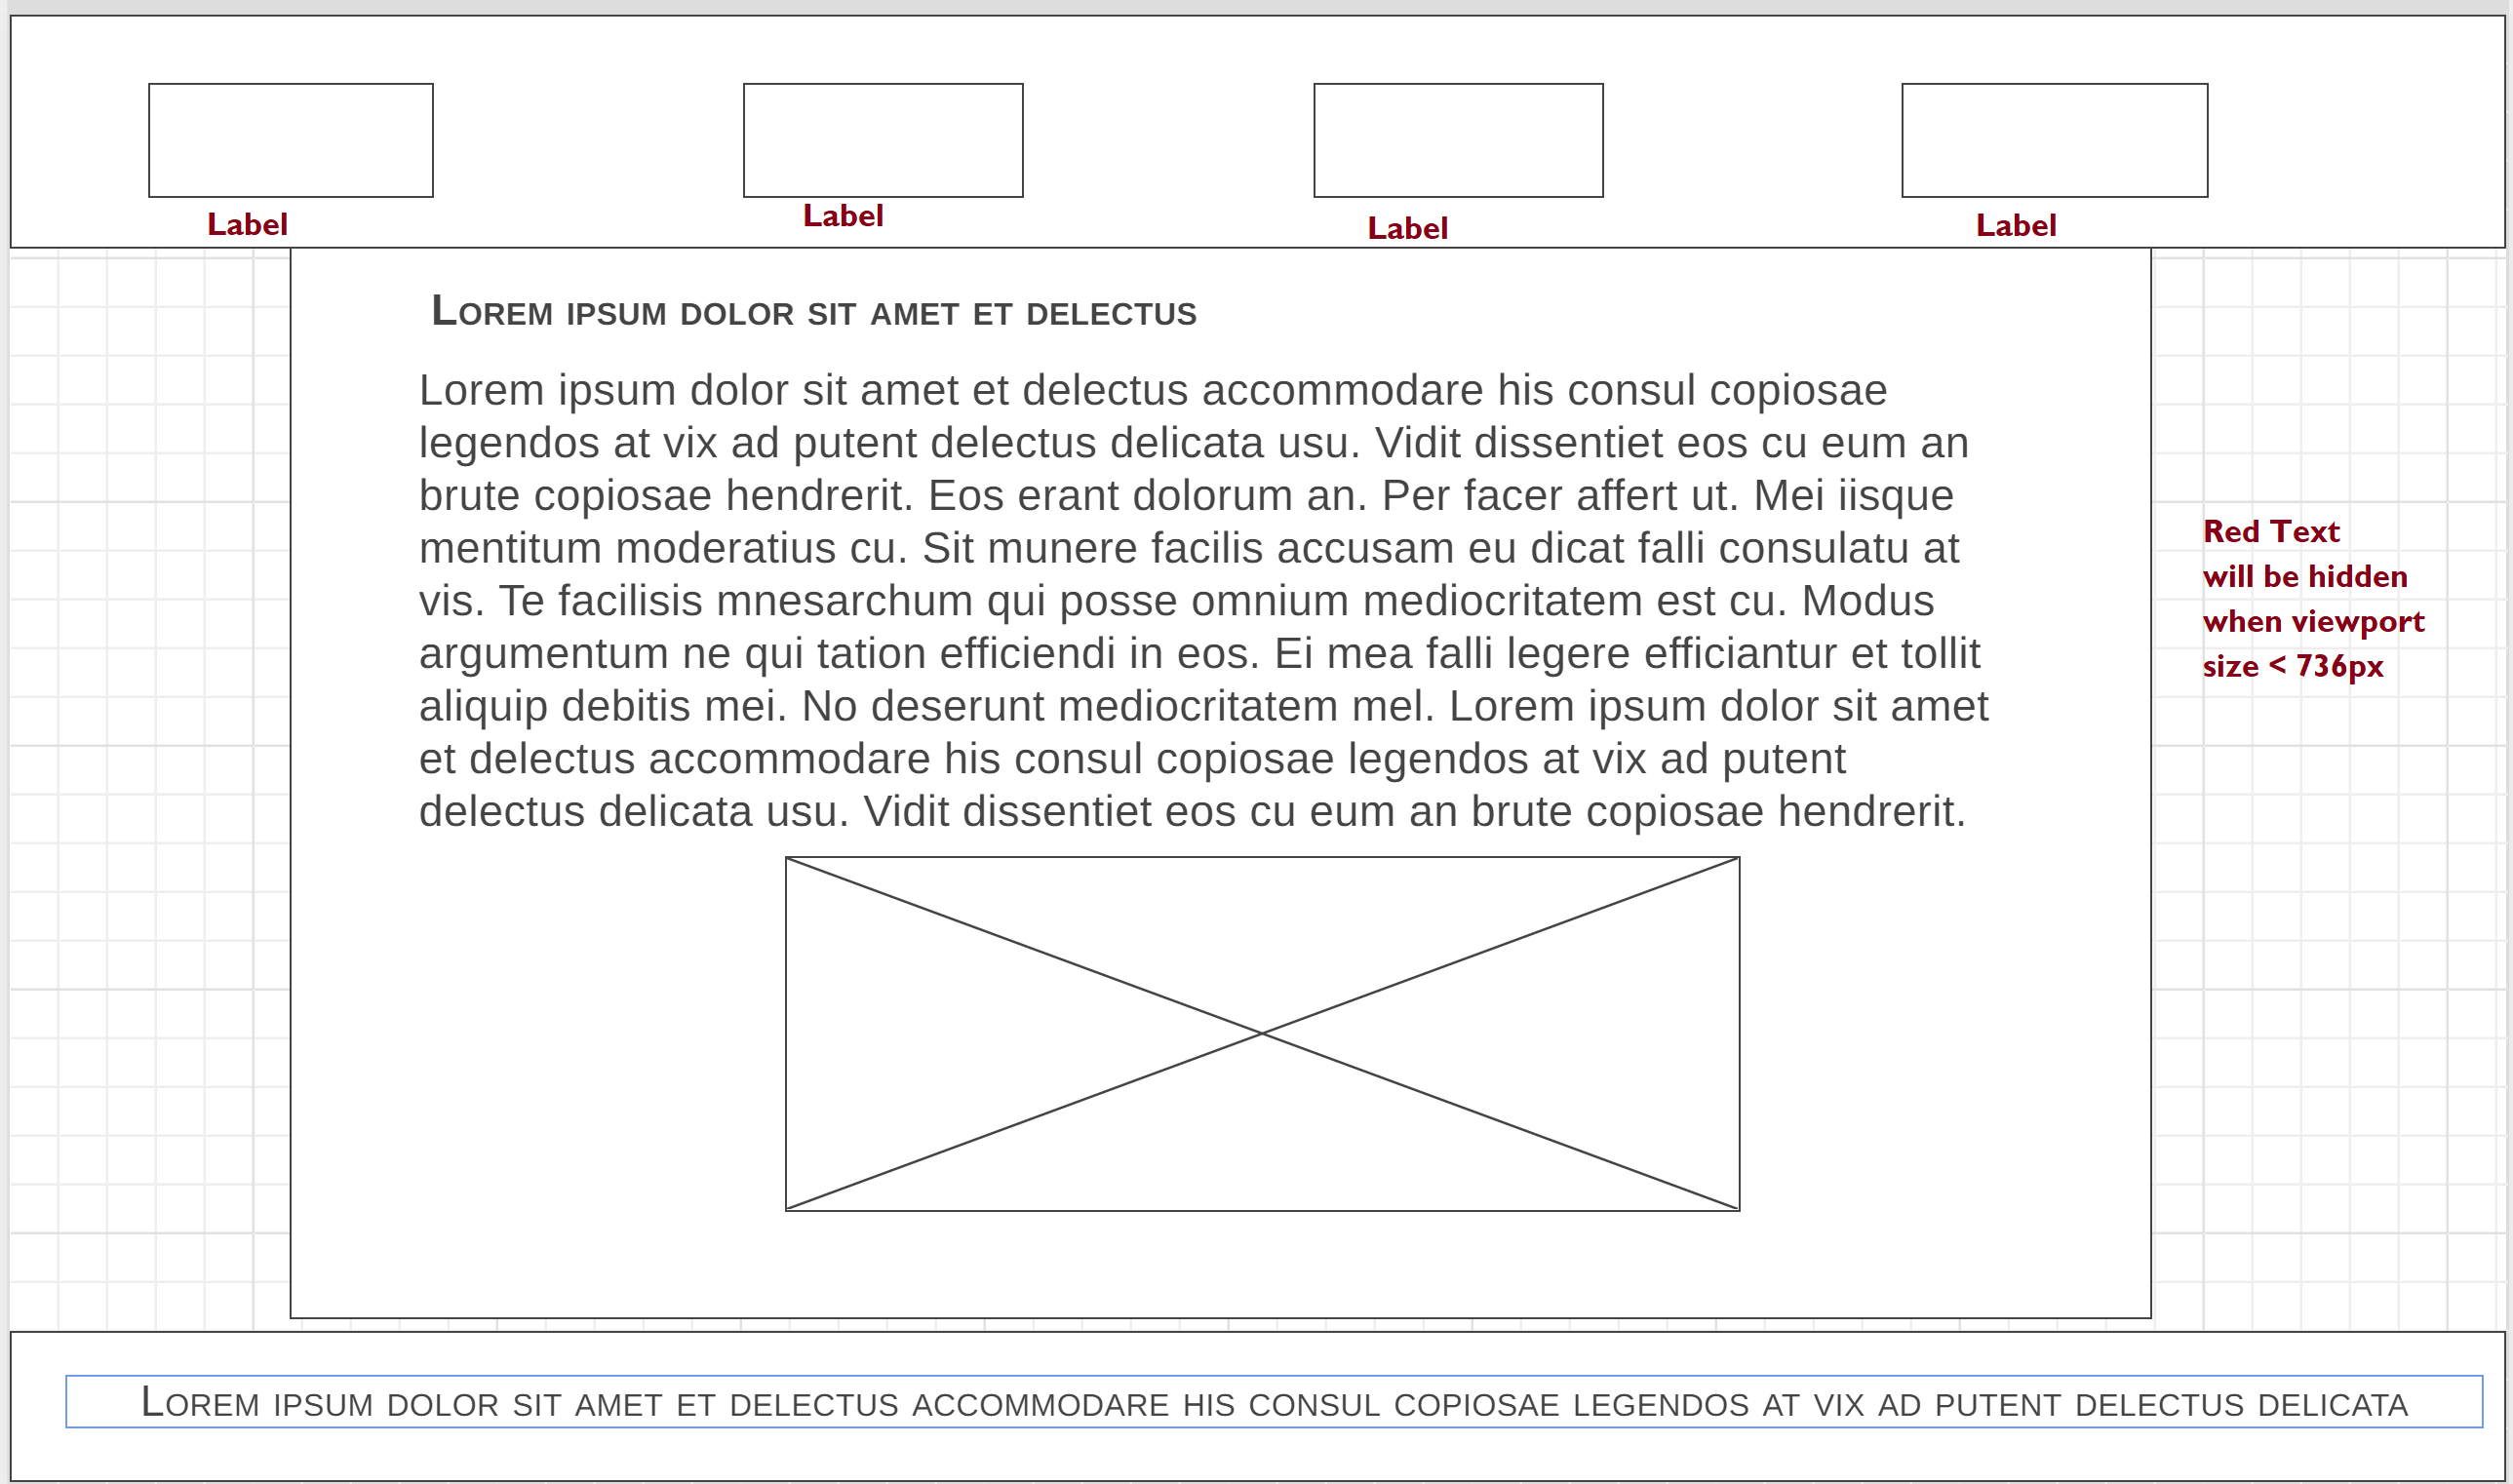 Label
Label
Label
Label
Lorem ipsum dolor sit amet et delectus
Lorem ipsum dolor sit amet et delectus accommodare his consul copiosae
legendos at vix ad putent delectus delicata usu. Vidit dissentiet eos cu eum an
brute copiosae hendrerit. Eos erant dolorum an. Per facer affert ut. Mei iisque
mentitum moderatius cu. Sit munere facilis accusam eu dicat falli consulatu at
vis. Te facilisis mnesarchum qui posse omnium mediocritatem est cu. Modus
argumentum ne qui tation efficiendi in eos. Ei mea falli legere efficiantur et tollit
aliquip debitis mei. No deserunt mediocritatem mel. Lorem ipsum dolor sit amet
et delectus accommodare his consul copiosae legendos at vix ad putent
delectus delicata usu. Vidit dissentiet eos cu eum an brute copiosae hendrerit.
Red Text
will be hidden
when viewport
size < 736px
Lorem ipsum dolor sit amet et delectus accommodare his consul copiosae legendos at vix ad putent delectus delicata